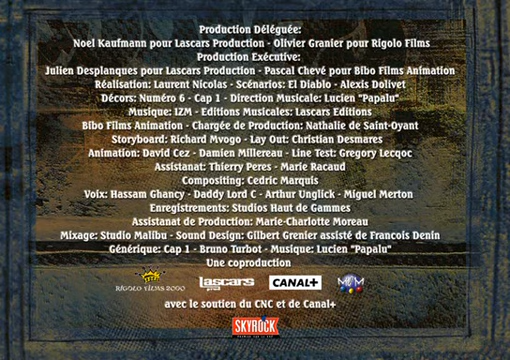 Production Déléguée:
Noel Kaufmann pour Lascars Production - Olivier Granier pour Rigolo Films
Production Exécutive:
Julien Desplanques pour Lascars Production - Pascal Chevé pour Bibo Films Animation
Réalisation: Laurent Nicolas - Scénarios: El Diablo - Alexis Dolivet
Décors: Numéro 6 - Cap 1 - Direction Musicale: Lucien "Papalu"
Musique: IZM - Editions Musicales: Lascars Editions
Bibo Films Animation - Chargée de Production: Nathalie de Saint-Oyant
Storyboard: Richard Mvogo - Lay Out: Christian Desmares
Animation: David Cez - Damien Millereau - Line Test: Gregory Lecqoc
Assistanat: Thierry Peres - Marie Racaud
Compositing: Cedric Marquis
Voix: Hassam Ghancy - Daddy Lord C - Arthur Unglick - Miguel Merton
Enregistrements: Studios Haut de Gammes
Assistanat de Production: Marie-Charlotte Moreau
Mixage: Studio Malibu - Sound Design: Gilbert Grenier assisté de Francois Denin
Générique: Cap 1 - Bruno Turbot - Musique: Lucien "Papalu"
Une coproduction
RIGOLO FILMS 2000 Lascars CANAL+ MCM
avec le soutien du CNC et de Canal+
SKYROCK